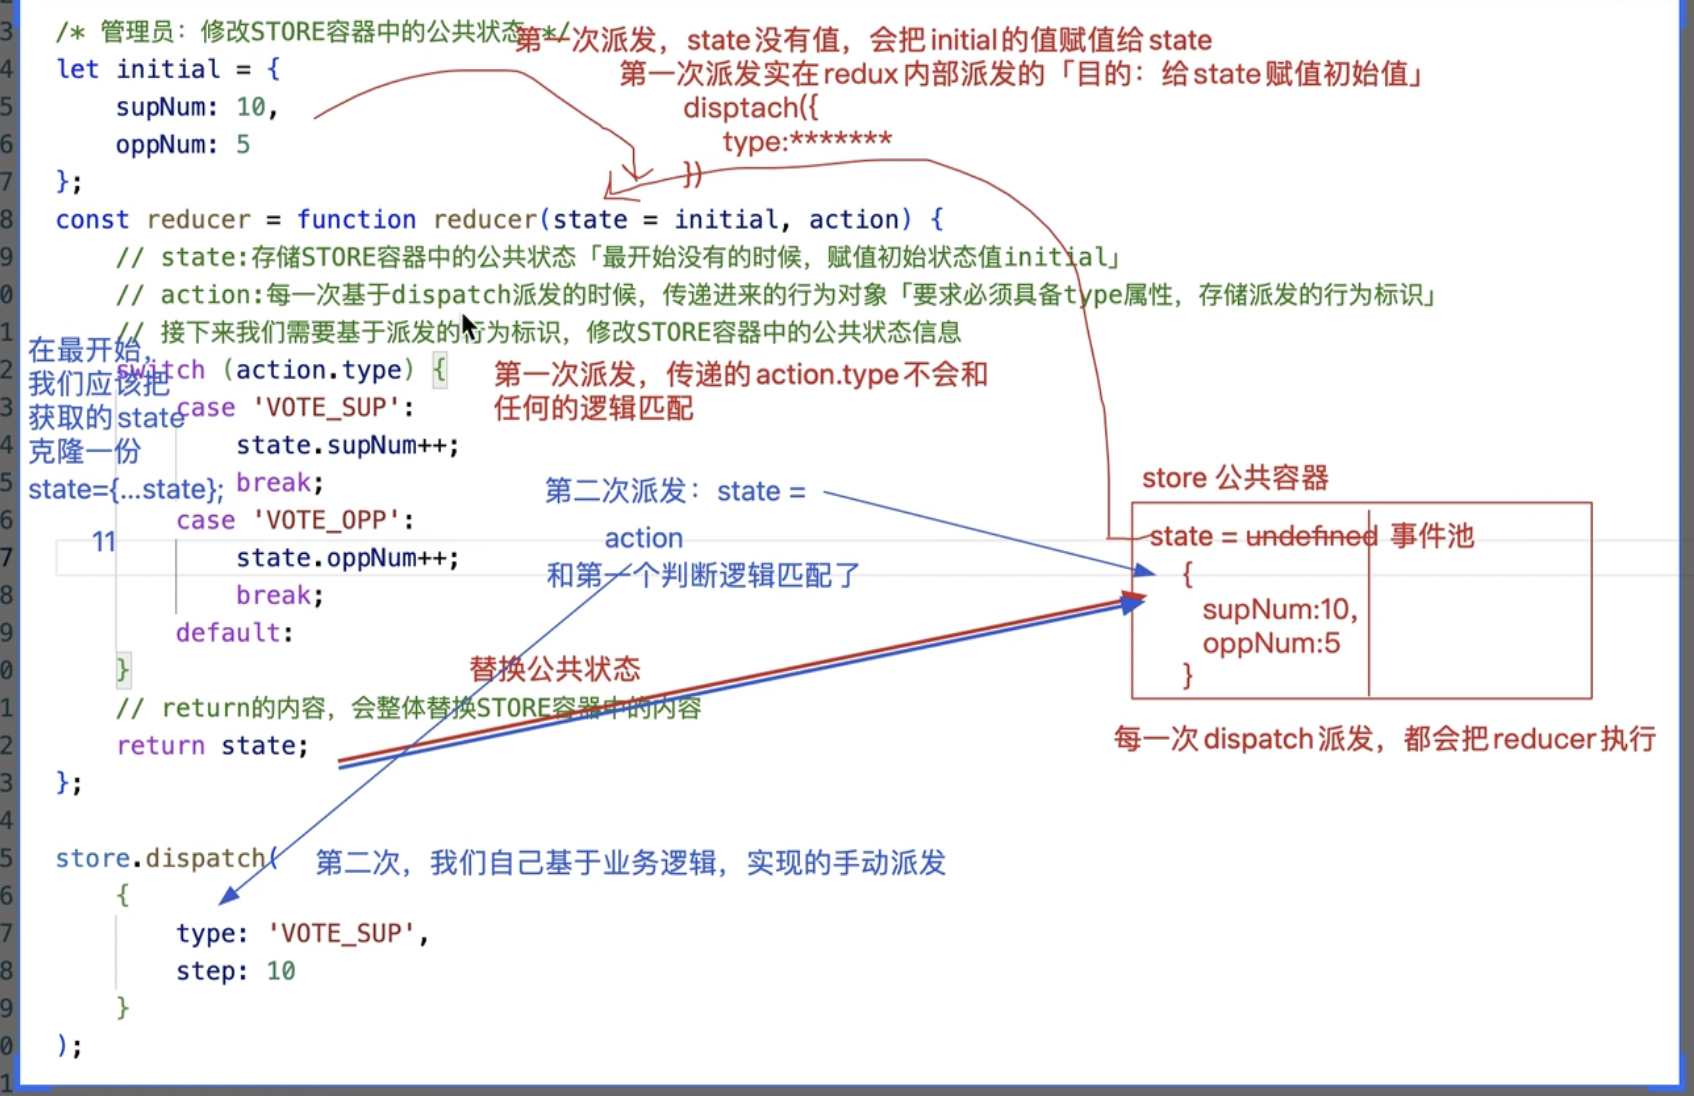 3 /* 管理员：修改STORE容器中的公共状态 */
第一次派发，state没有值，会把initial的值赋值给state
4 let initial = {
第一次派发实在redux内部派发的「目的：给state赋值初始值」
5 supNum: 10,
disptach({
6 oppNum: 5
type:*******
7 };
})
8 const reducer = function reducer(state = initial, action) {
9 // state:存储STORE容器中的公共状态「最开始没有的时候，赋值初始状态值initial」
0 // action:每一次基于dispatch派发的时候，传递进来的行为对象「要求必须具备type属性，存储派发的行为标识」
1 // 接下来我们需要基于派发的行为标识，修改STORE容器中的公共状态信息
在最开始，
我们应该把
获取的state
克隆一份
state={...state};
11
2 switch (action.type) {
第一次派发，传递的action.type不会和
任何的逻辑匹配
3 case 'VOTE_SUP':
4 state.supNum++;
5 break;
第二次派发：state =
action
和第一个判断逻辑匹配了
6 case 'VOTE_OPP':
7 state.oppNum++;
8 break;
9 default:
0 }
替换公共状态
store 公共容器
state = undefined 事件池
{
supNum:10,
oppNum:5
}
每一次dispatch派发，都会把reducer执行
1 // return的内容，会整体替换STORE容器中的内容
2 return state;
3 };
4
5 store.dispatch(
第二次，我们自己基于业务逻辑，实现的手动派发
6 {
7 type: 'VOTE_SUP',
8 step: 10
9 }
0 );
1